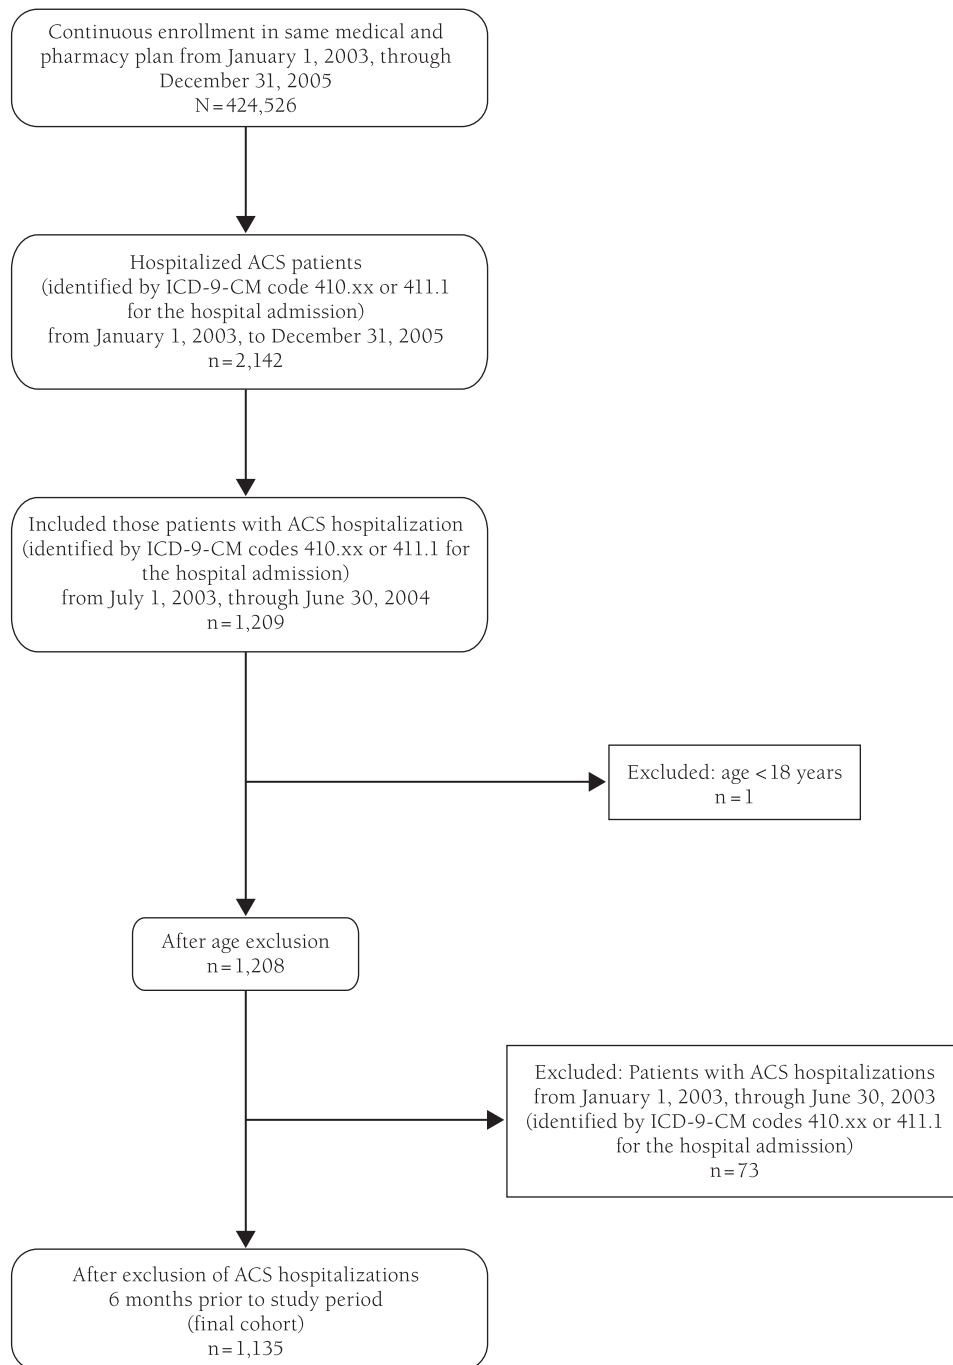 Continuous enrollment in same medical and
pharmacy plan from January 1, 2003, through
December 31, 2005
N=424,526
Hospitalized ACS patients
(identified by ICD-9-CM code 410.xx or 411.1
for the hospital admission)
from January 1, 2003, to December 31, 2005
n=2,142
Included those patients with ACS hospitalization
(identified by ICD-9-CM codes 410.xx or 411.1 for
the hospital admission)
from July 1, 2003, through June 30, 2004
n=1,209
Excluded: age <18 years
n=1
After age exclusion
n=1,208
Excluded: Patients with ACS hospitalizations
from January 1, 2003, through June 30, 2003
(identified by ICD-9-CM codes 410.xx or 411.1
for the hospital admission)
n=73
After exclusion of ACS hospitalizations
6 months prior to study period
(final cohort)
n=1,135